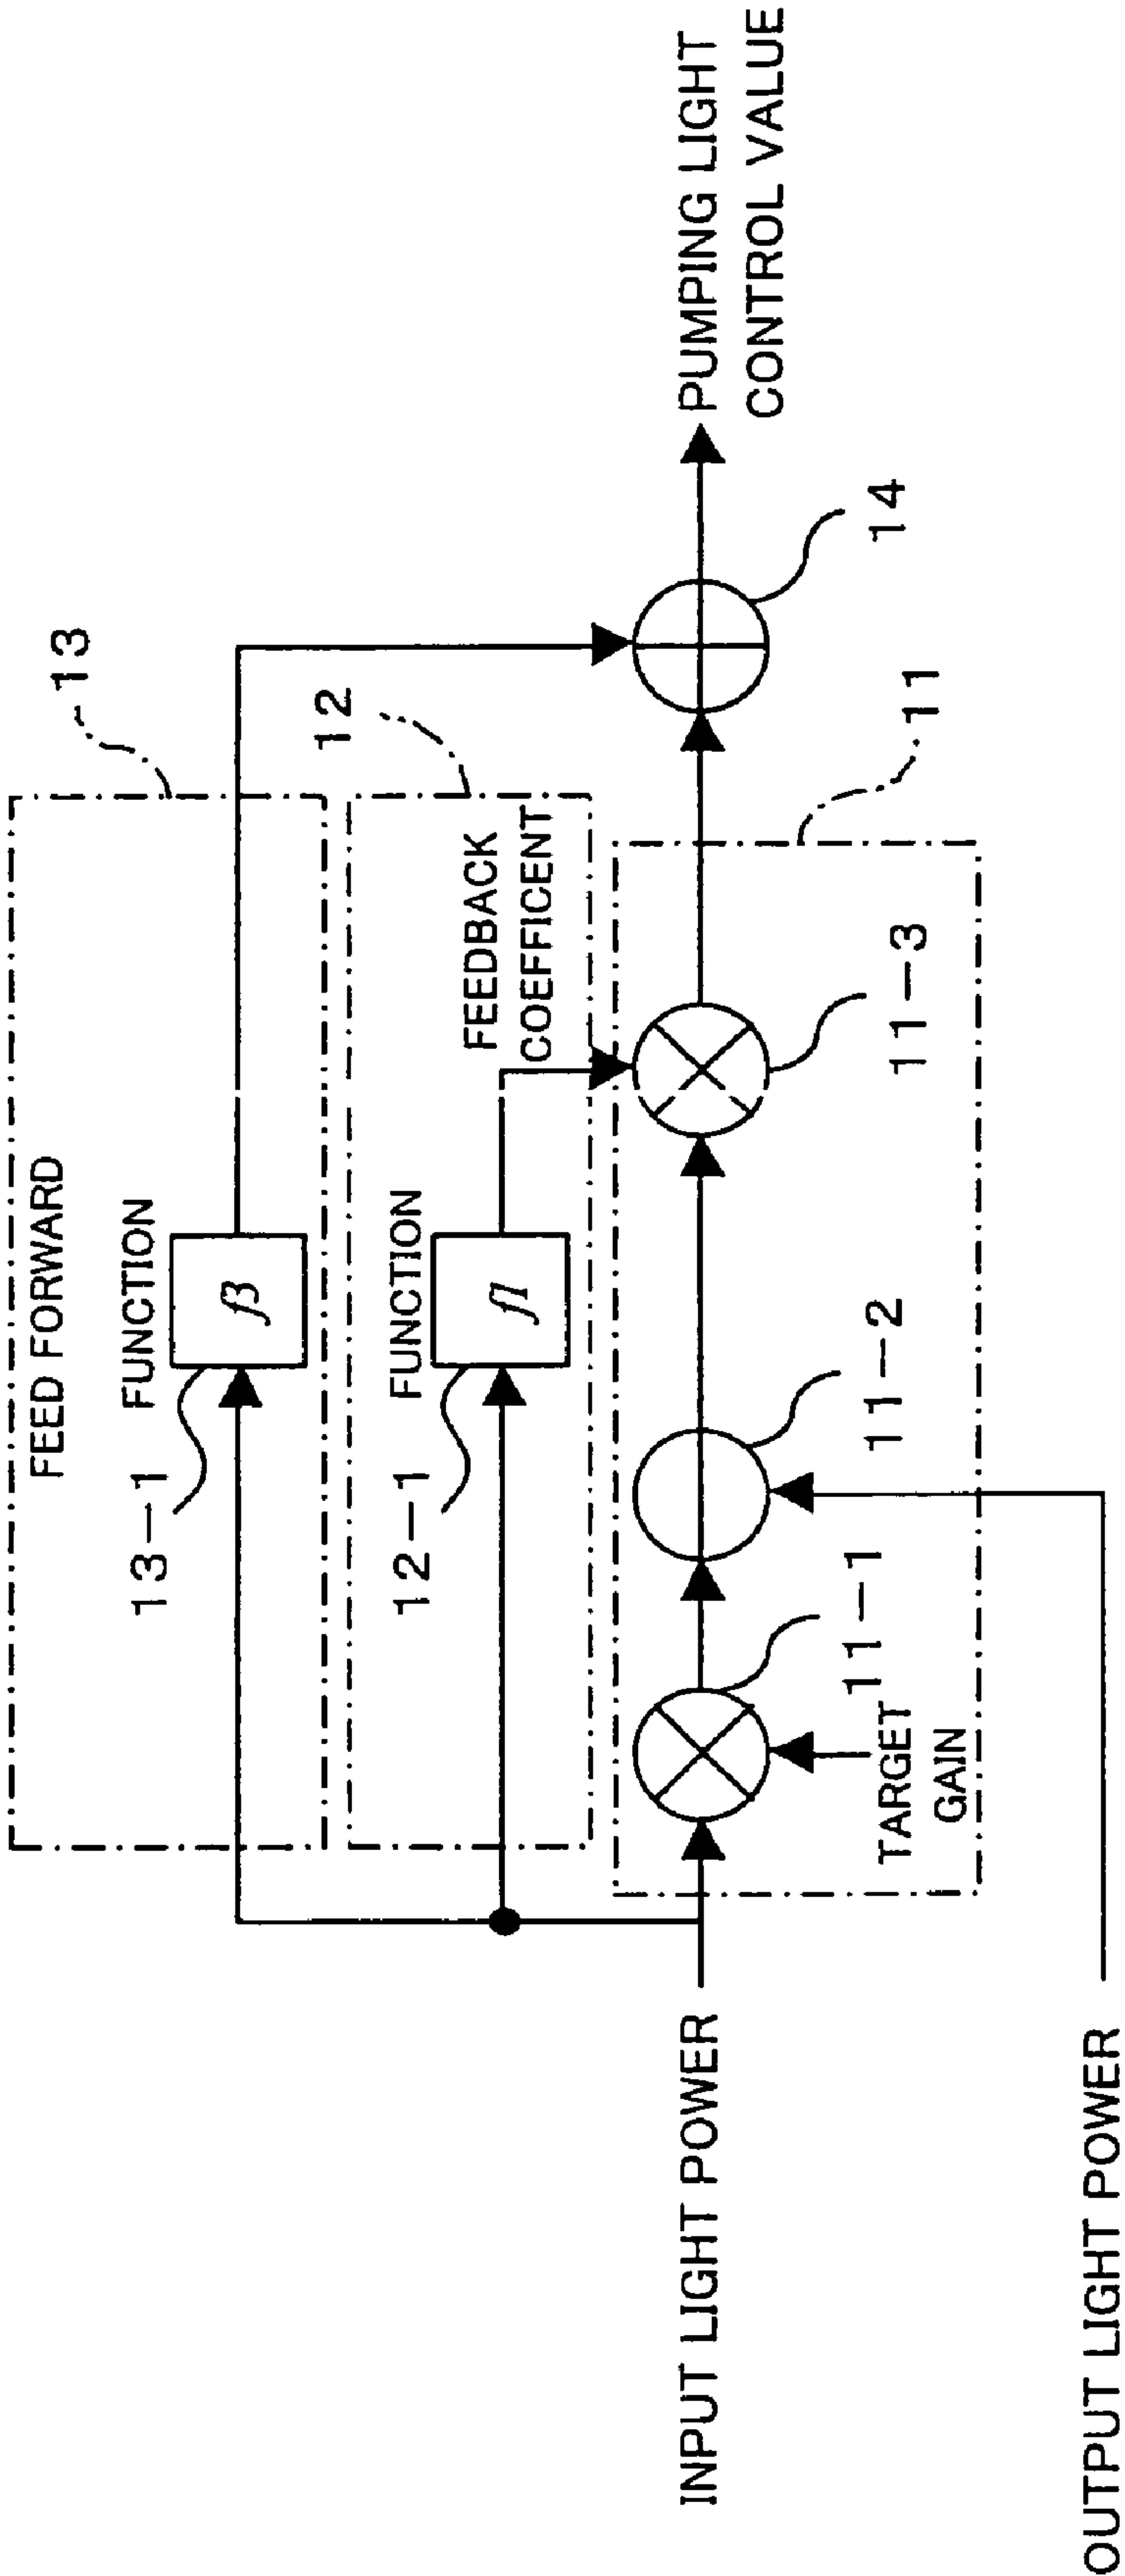 FEED FORWARD
13
FUNCTION
f3
13-1
12
FEEDBACK
COEFFICENT
FUNCTION
f1
12-1
INPUT LIGHT POWER
PUMPING LIGHT
CONTROL VALUE
14
11
11-3
11-2
11-1
TARGET
GAIN
OUTPUT LIGHT POWER